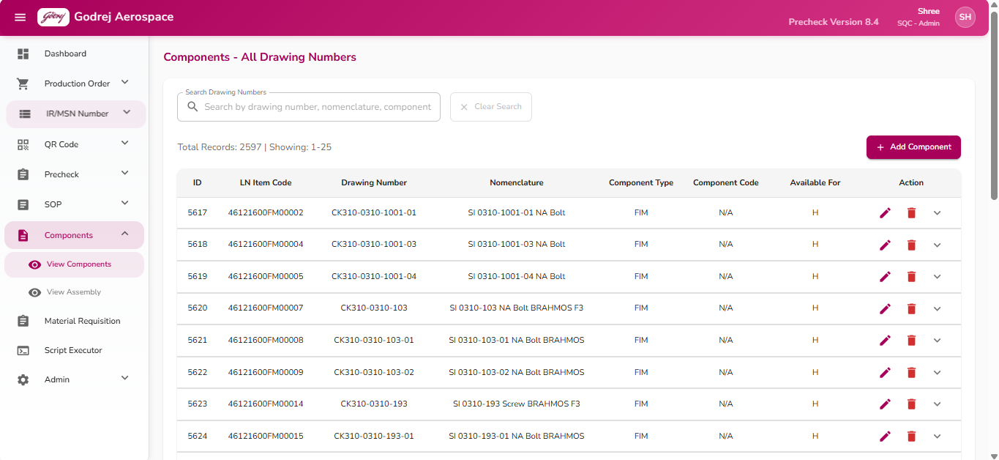 Godrej Godrej Aerospace
Precheck Version 8.4
Shree
SQC - Admin
SH
Dashboard
Production Order
IR/MSN Number
QR Code
Precheck
SOP
Components
View Components
View Assembly
Material Requisition
Script Executor
Admin
Components - All Drawing Numbers
Search Drawing Numbers
Search by drawing number, nomenclature, component
Clear Search
Total Records: 2597 | Showing: 1-25
+ Add Component
ID LN Item Code Drawing Number Nomenclature Component Type Component Code Available For Action
5617 46121600FM00002 CK310-0310-1001-01 SI 0310-1001-01 NA Bolt FIM N/A H
5618 46121600FM00004 CK310-0310-1001-03 SI 0310-1001-03 NA Bolt FIM N/A H
5619 46121600FM00005 CK310-0310-1001-04 SI 0310-1001-04 NA Bolt FIM N/A H
5620 46121600FM00007 CK310-0310-103 SI 0310-103 NA Bolt BRAHMOS F3 FIM N/A H
5621 46121600FM00008 CK310-0310-103-01 SI 0310-103-01 NA Bolt BRAHMOS FIM N/A H
5622 46121600FM00009 CK310-0310-103-02 SI 0310-103-02 NA Bolt BRAHMOS FIM N/A H
5623 46121600FM00014 CK310-0310-193 SI 0310-193 Screw BRAHMOS F3 FIM N/A H
5624 46121600FM00015 CK310-0310-193-01 SI 0310-193-01 NA Bolt BRAHMOS FIM N/A H